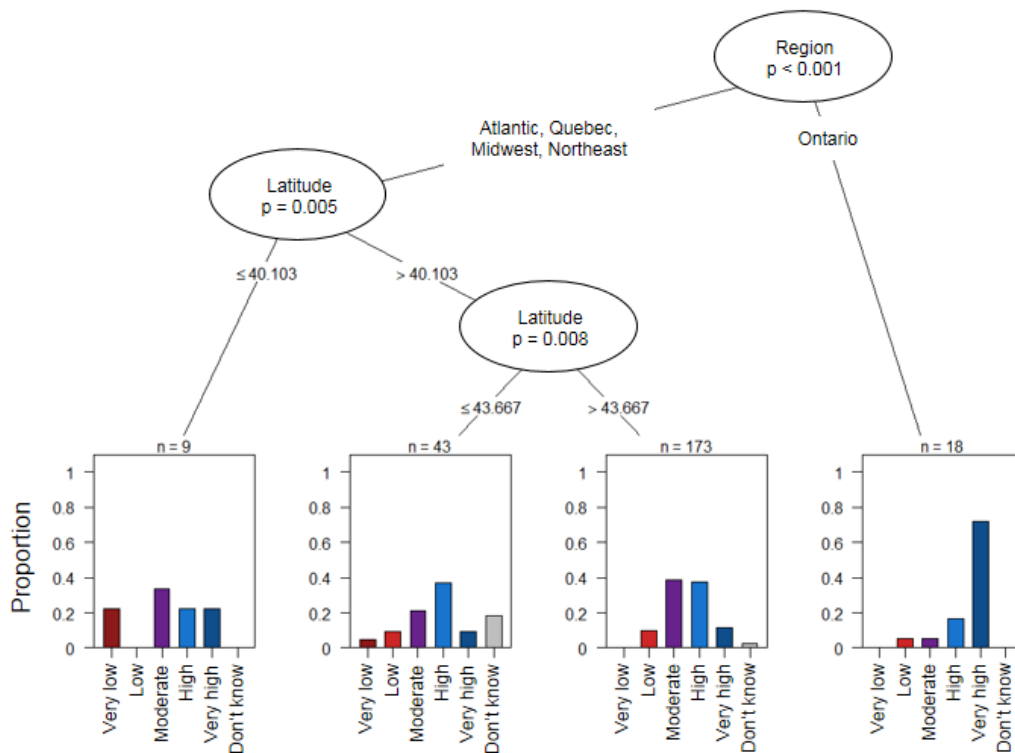 Region
p < 0.001
Atlantic, Quebec,
Midwest, Northeast
Ontario
Latitude
p = 0.005
≤ 40.103
> 40.103
Latitude
p = 0.008
≤ 43.667
> 43.667
n = 9
n = 43
n = 173
n = 18
Proportion
1
0.8
0.6
0.4
0.2
0
Very low
Low
Moderate
High
Very high
Don't know
1
0.8
0.6
0.4
0.2
0
Very low
Low
Moderate
High
Very high
Don't know
1
0.8
0.6
0.4
0.2
0
Very low
Low
Moderate
High
Very high
Don't know
1
0.8
0.6
0.4
0.2
0
Very low
Low
Moderate
High
Very high
Don't know